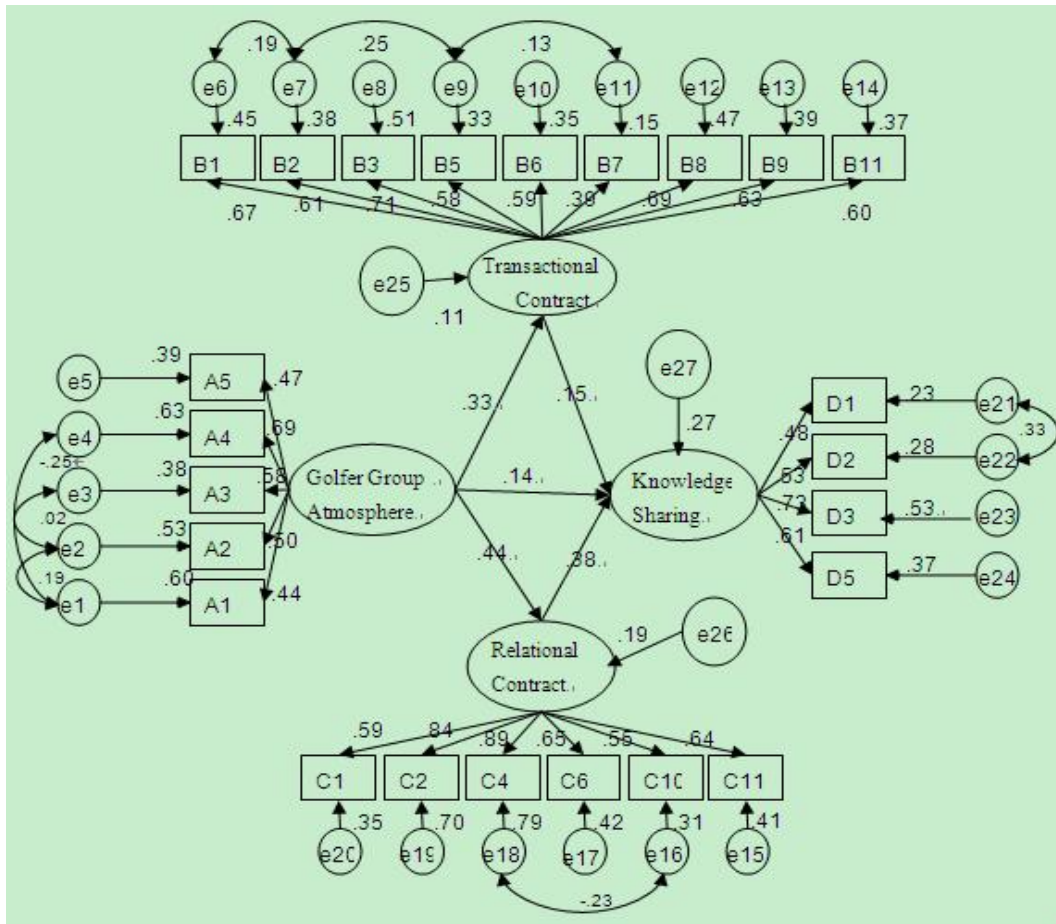 .19 .25 .13
e6 e7 e8 e9 e10 e11 e12 e13 e14
.45 .38 .51 .33 .35 .15 .47 .39 .37
B1 B2 B3 B5 B6 B7 B8 B9 B11
.67 .61 .71 .58 .59 .39 .69 .63 .60
e25 Transactional
Contract
.11
e27
e5 .39 A5 .47
.33 .15 .27
D1 .23 e21
e4 .63 A4 .69
.48 .33
-.25
D2 .28 e22
.53
e3 .38 A3 .58
Golfer Group
Atmosphere
.14
Knowledge
Sharing
.73 D3 .53 e23
.02
e2 .53 A2 .50
.61
.44 .38
D5 .37 e24
.19
e1 .60 A1 .44
Relational
Contract
.19 e26
.59 .84 .89 .65 .64
C1 C2 C4 C6 C10 C11
.35 .70 .79 .42 .31 .41
e20 e19 e18 e17 e16 e15
-.23